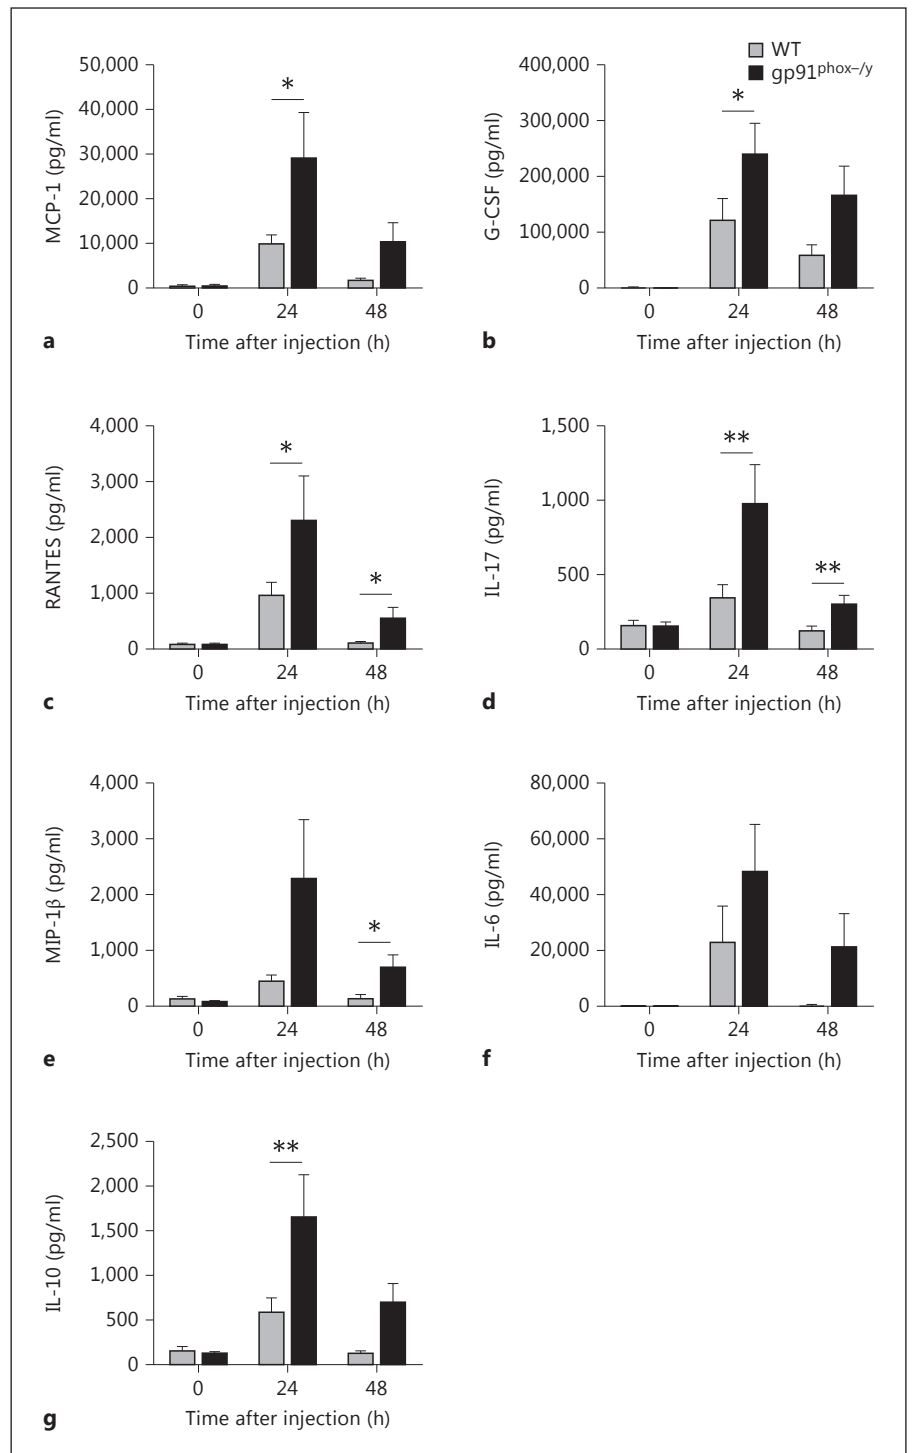 WT
gp91phox–/y
50,000
40,000
30,000
20,000
10,000
0
MCP-1 (pg/ml)
*
0 24 48
a Time after injection (h)
400,000
300,000
200,000
100,000
0
G-CSF (pg/ml)
*
0 24 48
b Time after injection (h)
4,000
3,000
2,000
1,000
0
RANTES (pg/ml)
*
*
0 24 48
c Time after injection (h)
1,500
1,000
500
0
IL-17 (pg/ml)
**
**
0 24 48
d Time after injection (h)
4,000
3,000
2,000
1,000
0
MIP-1β (pg/ml)
*
0 24 48
e Time after injection (h)
80,000
60,000
40,000
20,000
0
IL-6 (pg/ml)
0 24 48
f Time after injection (h)
2,500
2,000
1,500
1,000
500
0
IL-10 (pg/ml)
**
0 24 48
g Time after injection (h)